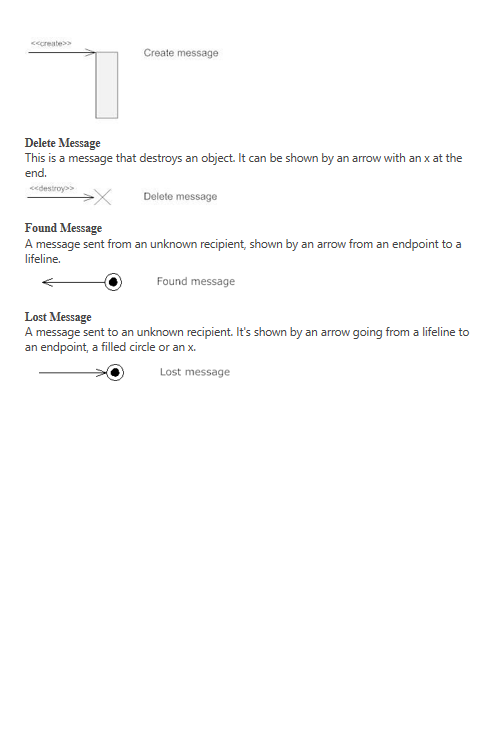 <<create>>
Create message
Delete Message
This is a message that destroys an object. It can be shown by an arrow with an x at the
end.
<<destroy>>
Delete message
Found Message
A message sent from an unknown recipient, shown by an arrow from an endpoint to a
lifeline.
Found message
Lost Message
A message sent to an unknown recipient. It's shown by an arrow going from a lifeline to
an endpoint, a filled circle or an x.
Lost message